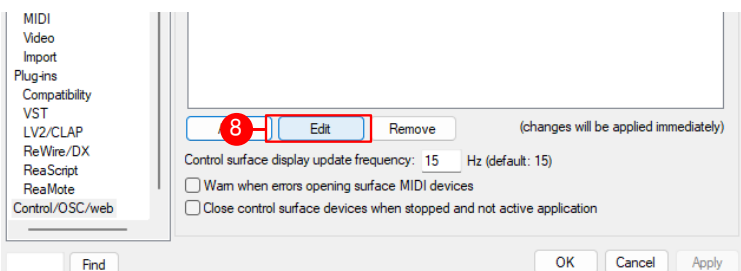 MIDI
Video
Import
Plug-ins
Compatibility
VST
LV2/CLAP
ReWire/DX
ReaScript
ReaMote
Control/OSC/web
Find
8 Edit Remove (changes will be applied immediately)
Control surface display update frequency: 15 Hz (default: 15)
Warn when errors opening surface MIDI devices
Close control surface devices when stopped and not active application
OK Cancel Apply